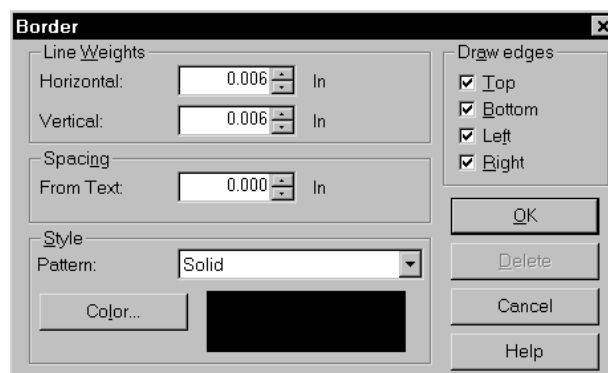 Border
Line Weights
Horizontal: 0.006 In
Vertical: 0.006 In
Spacing
From Text: 0.000 In
Style
Pattern: Solid
Color...
Draw edges
Top
Bottom
Left
Right
OK
Delete
Cancel
Help